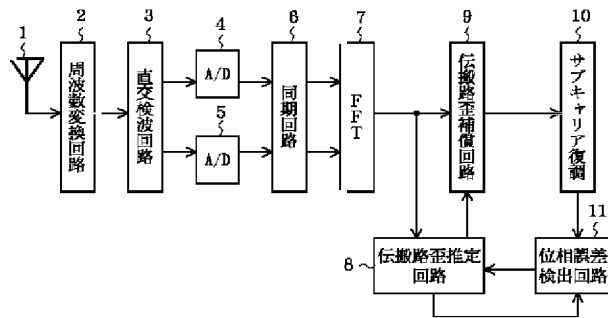 1
2
3
4
6
7
9
10
周波数変換回路
直交検波回路
A/D
5
A/D
同期回路
FFT
伝搬路歪補償回路
サブキャリア復調
11
8
伝搬路歪推定
回路
位相誤差
検出回路